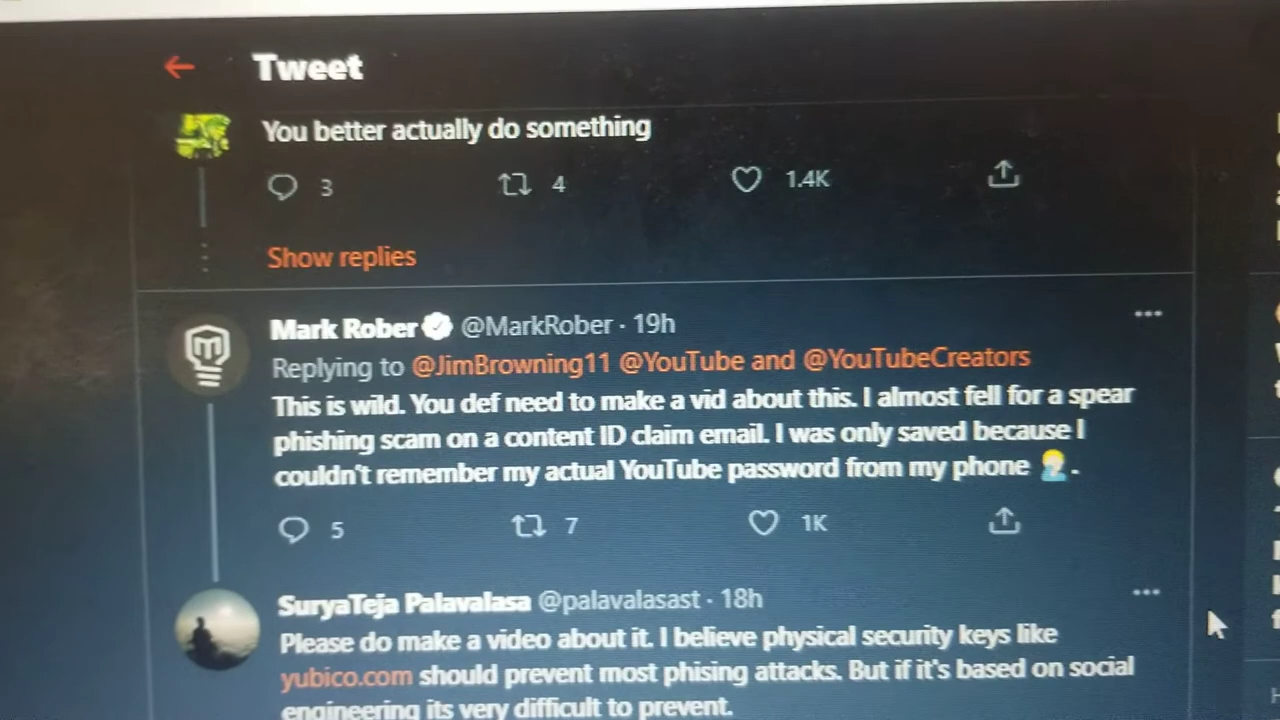 Tweet
You better actually do something
3 4 1.4K
Show replies
Mark Rober @MarkRober · 19h
Replying to @JimBrowning11 @YouTube and @YouTubeCreators
This is wild. You def need to make a vid about this. I almost fell for a spear
phishing scam on a content ID claim email. I was only saved because I
couldn't remember my actual YouTube password from my phone 🤦‍♂️.
5 7 1K
SuryaTeja Palavalasa @palavalasast · 18h
Please do make a video about it. I believe physical security keys like
yubico.com should prevent most phising attacks. But if it's based on social
engineering its very difficult to prevent.